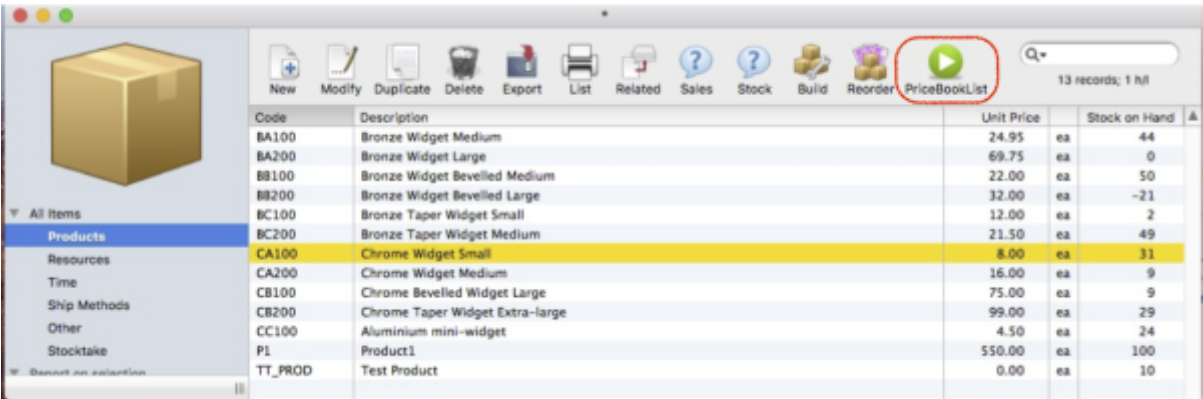 New Modify Duplicate Delete Export List Related Sales Stock Build Reorder PriceBookList
13 records; 1 h/l
Code Description Unit Price Stock on Hand
BA100 Bronze Widget Medium 24.95 ea 44
BA200 Bronze Widget Large 69.75 ea 0
BB100 Bronze Widget Bevelled Medium 22.00 ea 50
BB200 Bronze Widget Bevelled Large 32.00 ea -21
BC100 Bronze Taper Widget Small 12.00 ea 2
BC200 Bronze Taper Widget Medium 21.50 ea 49
CA100 Chrome Widget Small 8.00 ea 31
CA200 Chrome Widget Medium 16.00 ea 9
CB100 Chrome Bevelled Widget Large 75.00 ea 9
CB200 Chrome Taper Widget Extra-large 99.00 ea 29
CC100 Aluminium mini-widget 4.50 ea 24
P1 Product1 550.00 ea 100
TT_PROD Test Product 0.00 ea 10
All Items
Products
Resources
Time
Ship Methods
Other
Stocktake
Report on selection